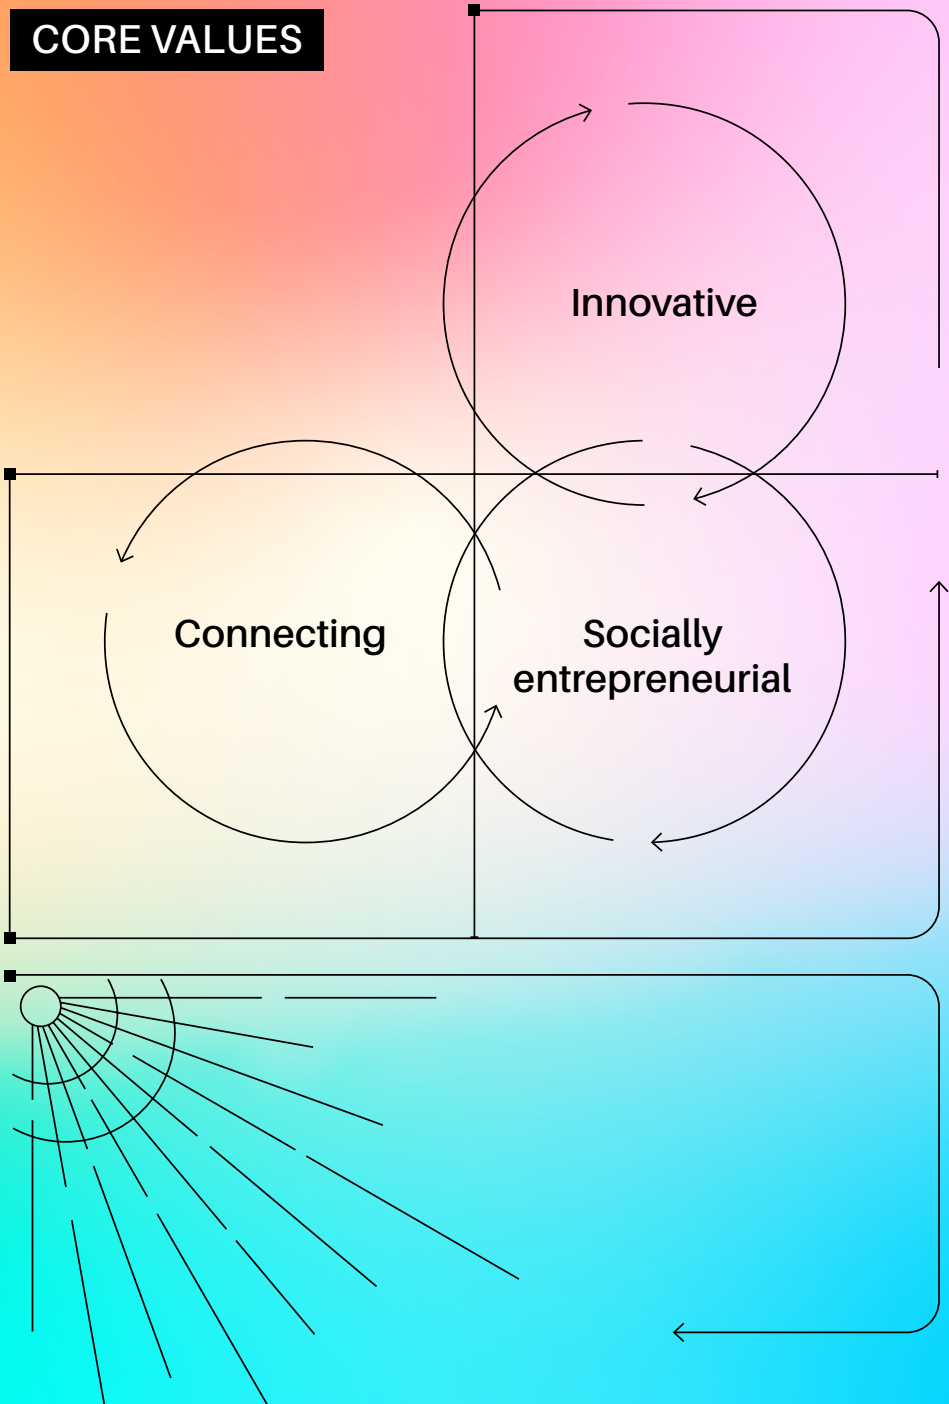 CORE VALUES
Innovative
Connecting
Socially
entrepreneurial